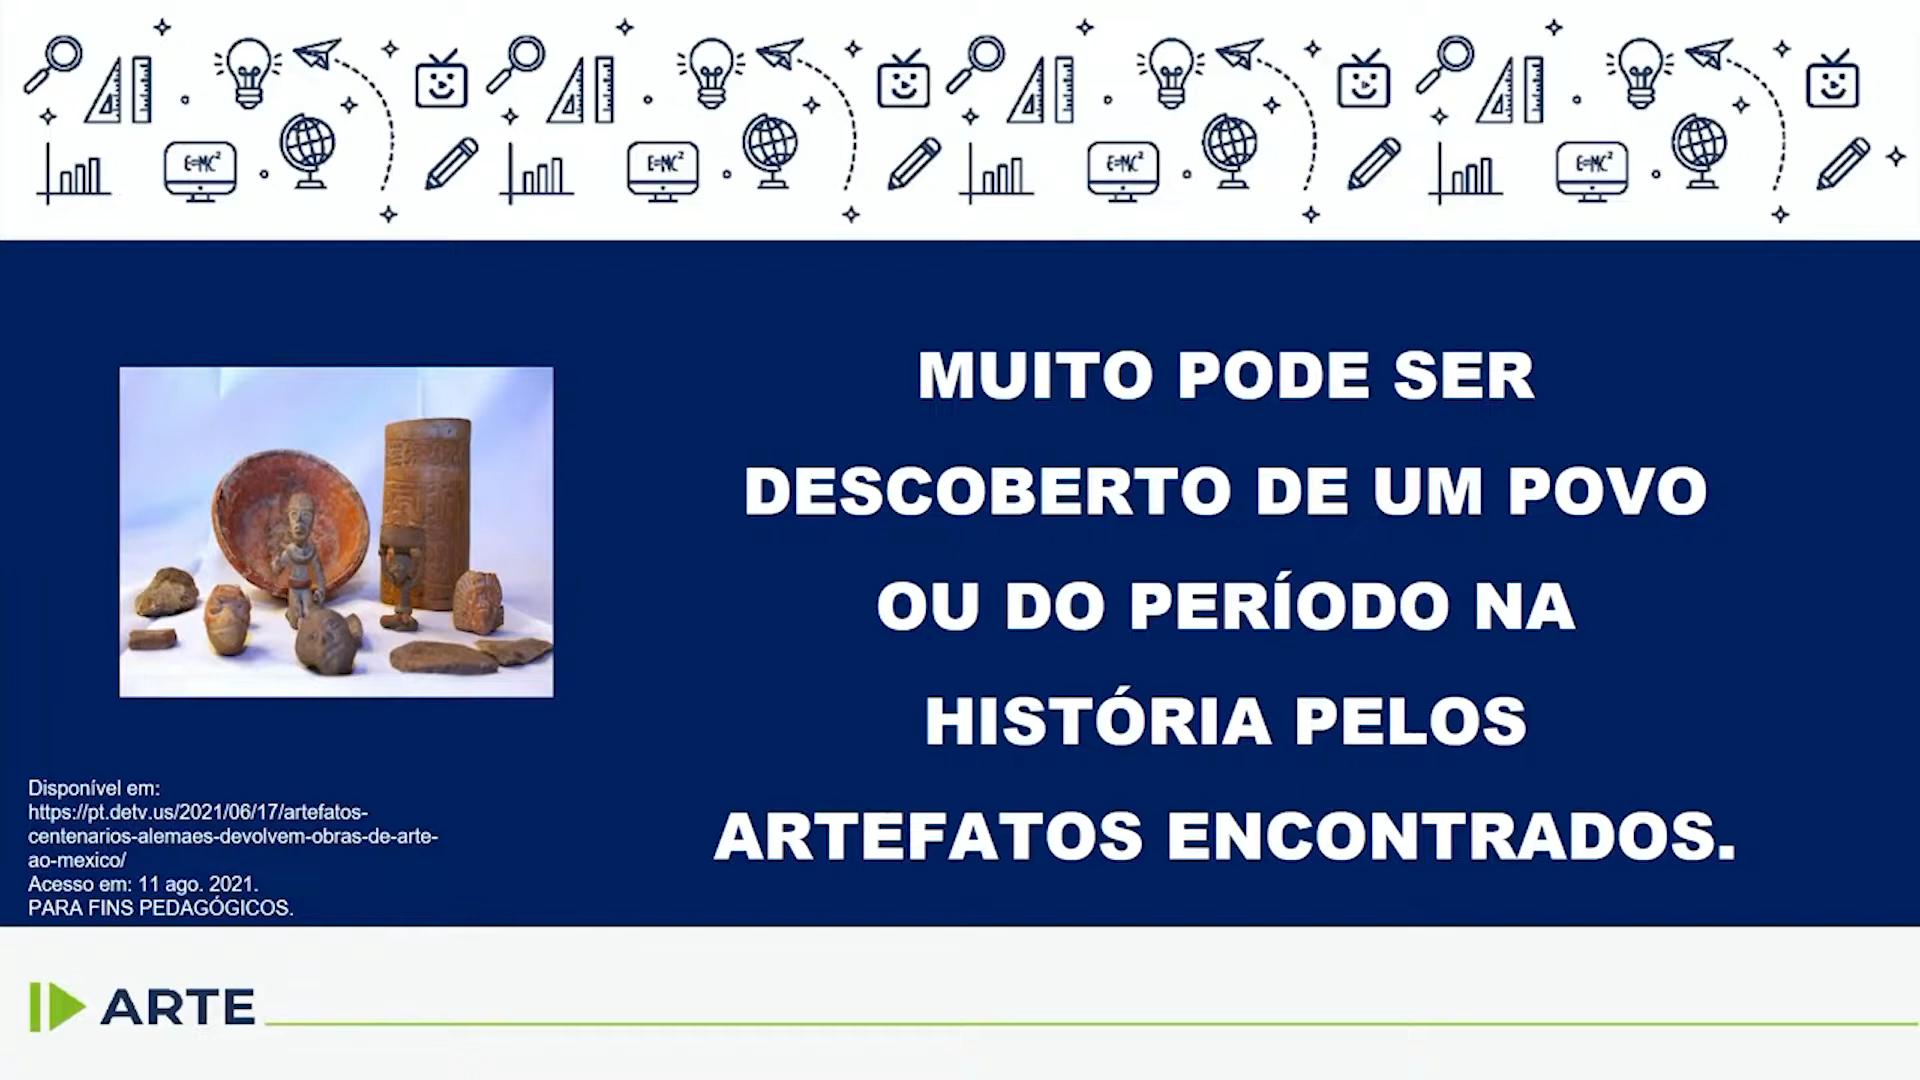 E=MC²
E=MC²
E=MC²
E=MC²
MUITO PODE SER
DESCOBERTO DE UM POVO
OU DO PERÍODO NA
HISTÓRIA PELOS
ARTEFATOS ENCONTRADOS.
Disponível em:
https://pt.detv.us/2021/06/17/artefatos-
centenarios-alemaes-devolvem-obras-de-arte-
ao-mexico/
Acesso em: 11 ago. 2021.
PARA FINS PEDAGÓGICOS.
ARTE